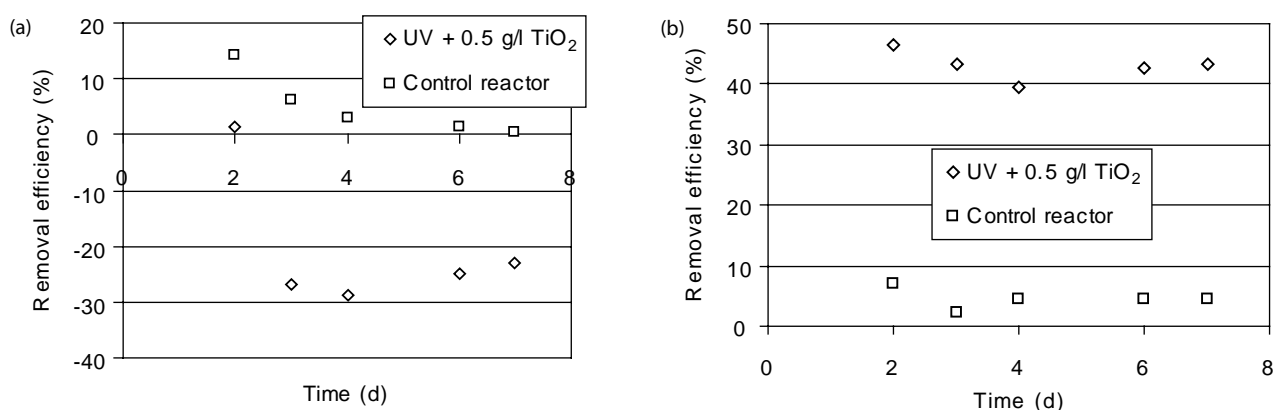 (a)
Removal efficiency (%)
20
10
0
-10
-20
-30
-40
0 2 4 6 8
Time (d)
UV + 0.5 g/l TiO₂
Control reactor
(b)
Removal efficiency (%)
50
40
50
20
10
0
0 2 4 6 8
Time (d)
UV + 0.5 g/l TiO₂
Control reactor